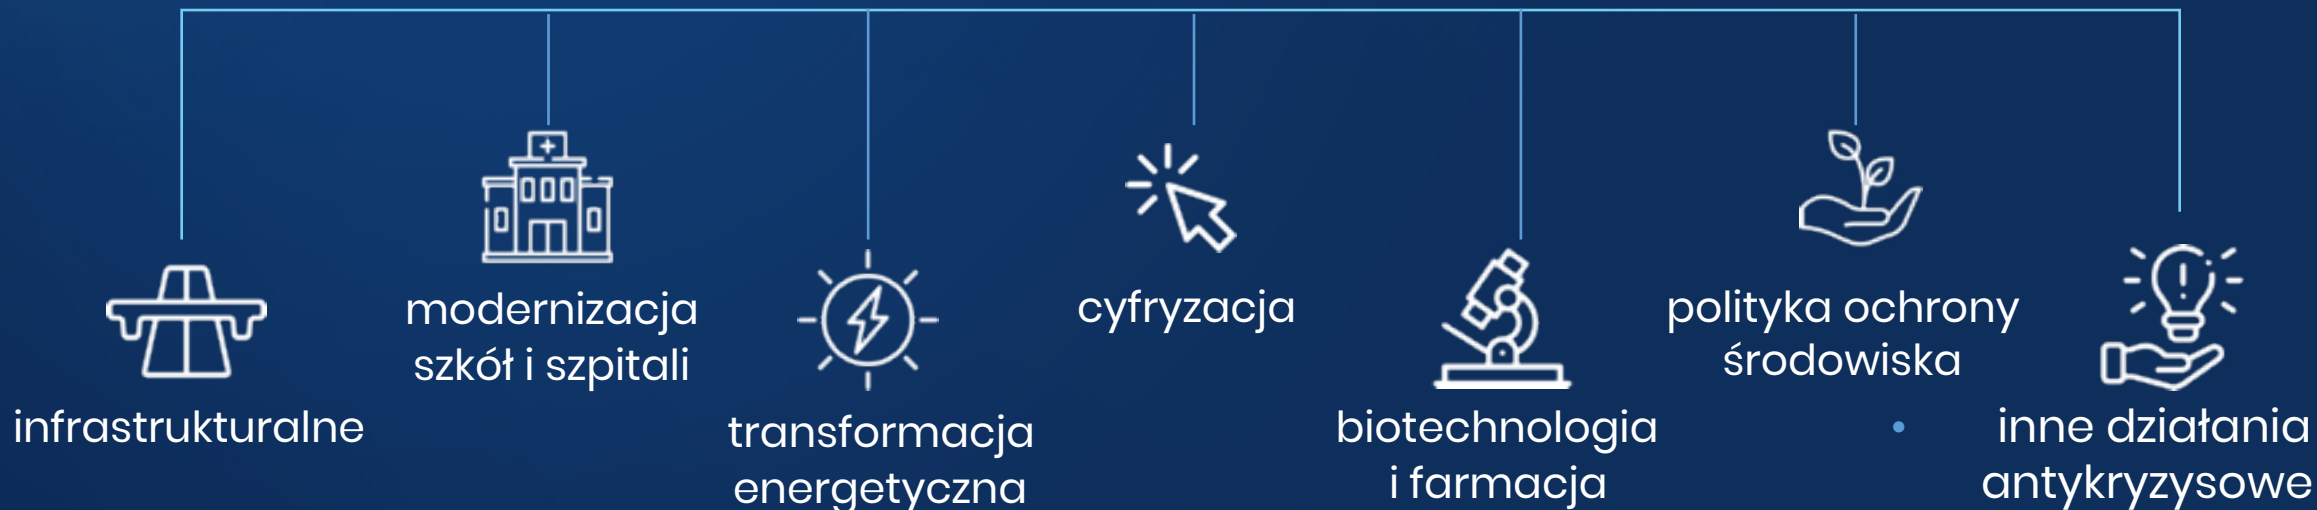 infrastrukturalne
modernizacja
szkół i szpitali
transformacja
energetyczna
cyfryzacja
biotechnologia
i farmacja
polityka ochrony
środowiska
inne działania
antykryzysowe